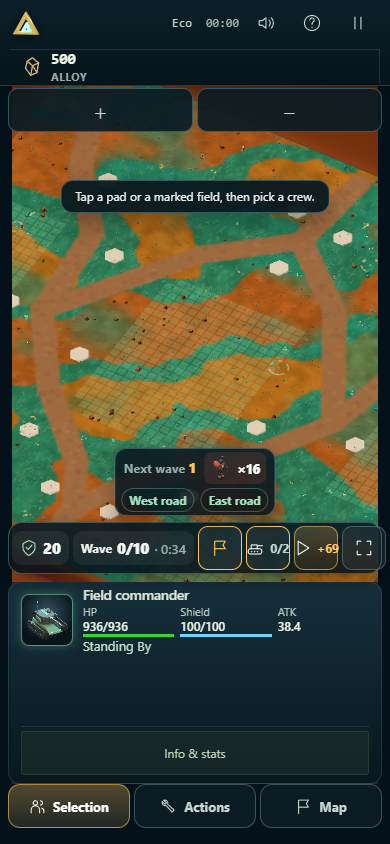 Eco 00:00
500
ALLOY
+ −
Tap a pad or a marked field, then pick a crew.
Next wave 1 ×16
West road East road
20 Wave 0/10 · 0:34 0/2 +69
Field commander
HP Shield ATK
936/936 100/100 38.4
Standing By
Info & stats
Selection Actions Map